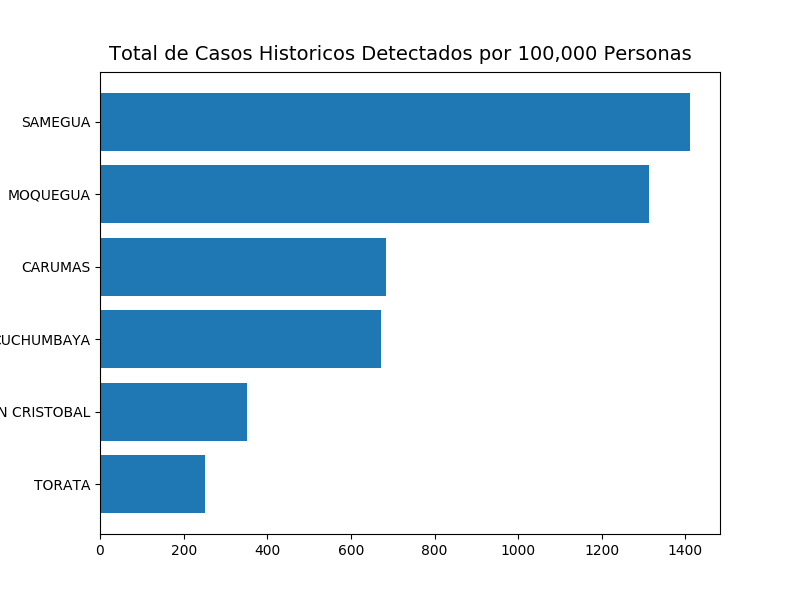 Total de Casos Historicos Detectados por 100,000 Personas
SAMEGUA
MOQUEGUA
CARUMAS
CUCHUMBAYA
N CRISTOBAL
TORATA
0 200 400 600 800 1000 1200 1400